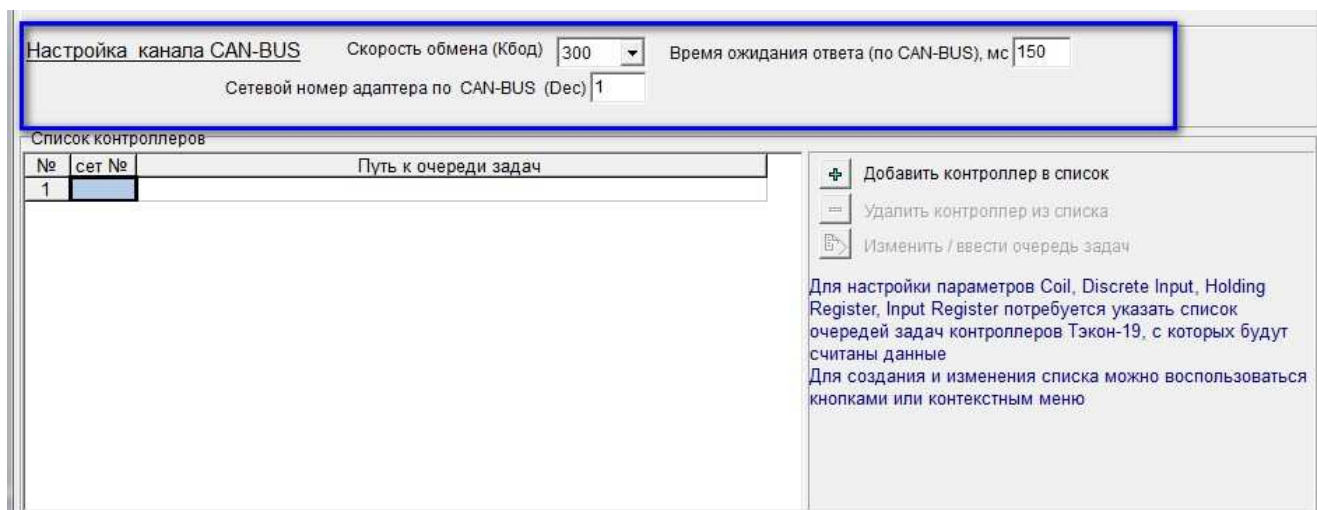 Настройка канала CAN-BUS Скорость обмена (Кбод) 300 Время ожидания ответа (по CAN-BUS), мс 150
Сетевой номер адаптера по CAN-BUS (Dec) 1
Список контроллеров
№ сет № Путь к очереди задач
1
Добавить контроллер в список
Удалить контроллер из списка
Изменить / ввести очередь задач
Для настройки параметров Coil, Discrete Input, Holding
Register, Input Register потребуется указать список
очередей задач контроллеров Тэкон-19, с которых будут
считаны данные
Для создания и изменения списка можно воспользоваться
кнопками или контекстным меню